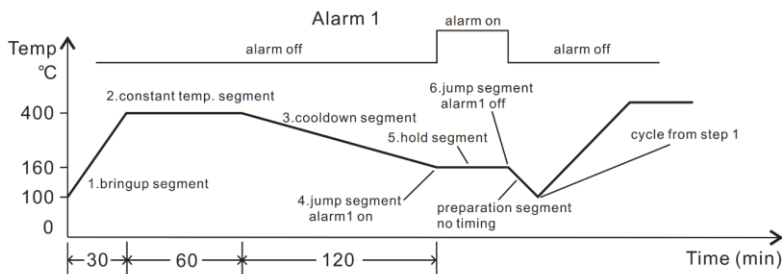 Alarm 1
alarm on
alarm off
alarm off
Temp
℃
2.constant temp. segment
6.jump segment
alarm1 off
400
3.cooldown segment
5.hold segment
cycle from step 1
160
1.bringup segment
4.jump segment
alarm1 on
preparation segment
no timing
100
0
30
60
120
Time (min)